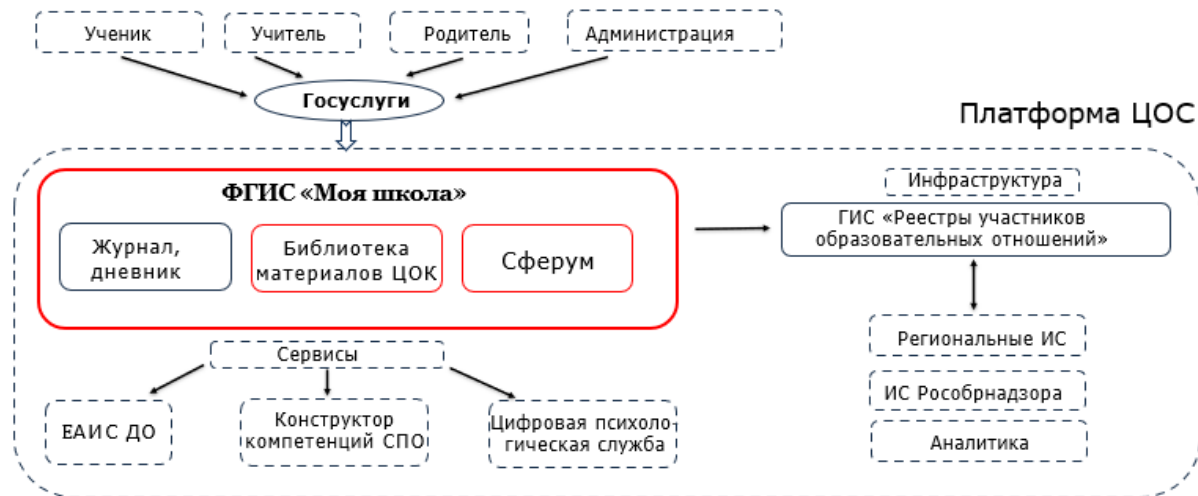 Ученик
Учитель
Родитель
Администрация
Госуслуги
Платформа ЦОС
ФГИС «Моя школа»
Журнал,
дневник
Библиотека
материалов ЦОК
Сферум
Инфраструктура
ГИС «Реестры участников
образовательных отношений»
Региональные ИС
ИС Рособрнадзора
Аналитика
Сервисы
ЕАИС ДО
Конструктор
компетенций СПО
Цифровая психоло-
гическая служба